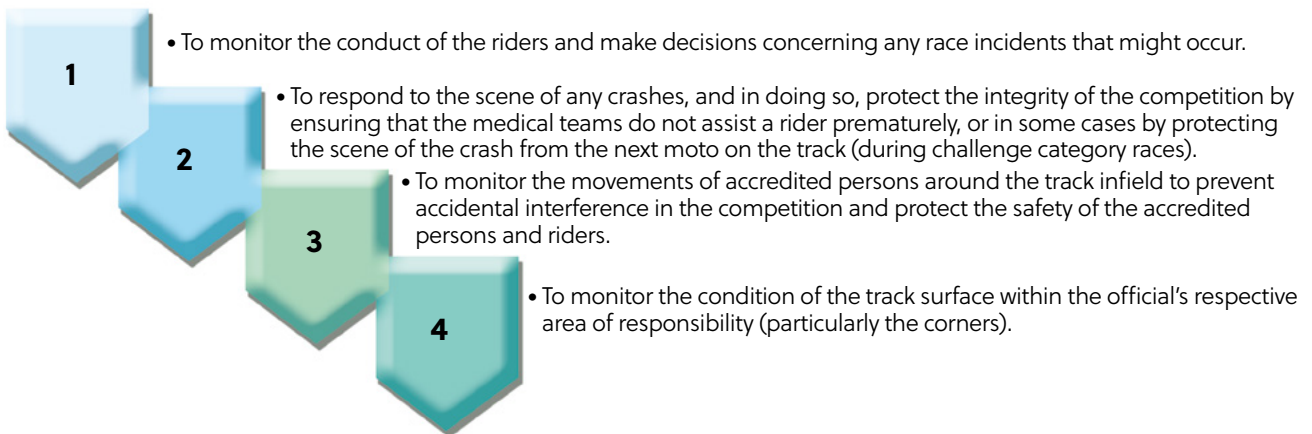 1
• To monitor the conduct of the riders and make decisions concerning any race incidents that might occur.
2
• To respond to the scene of any crashes, and in doing so, protect the integrity of the competition by
ensuring that the medical teams do not assist a rider prematurely, or in some cases by protecting
the scene of the crash from the next moto on the track (during challenge category races).
3
• To monitor the movements of accredited persons around the track infield to prevent
accidental interference in the competition and protect the safety of the accredited
persons and riders.
4
• To monitor the condition of the track surface within the official's respective
area of responsibility (particularly the corners).